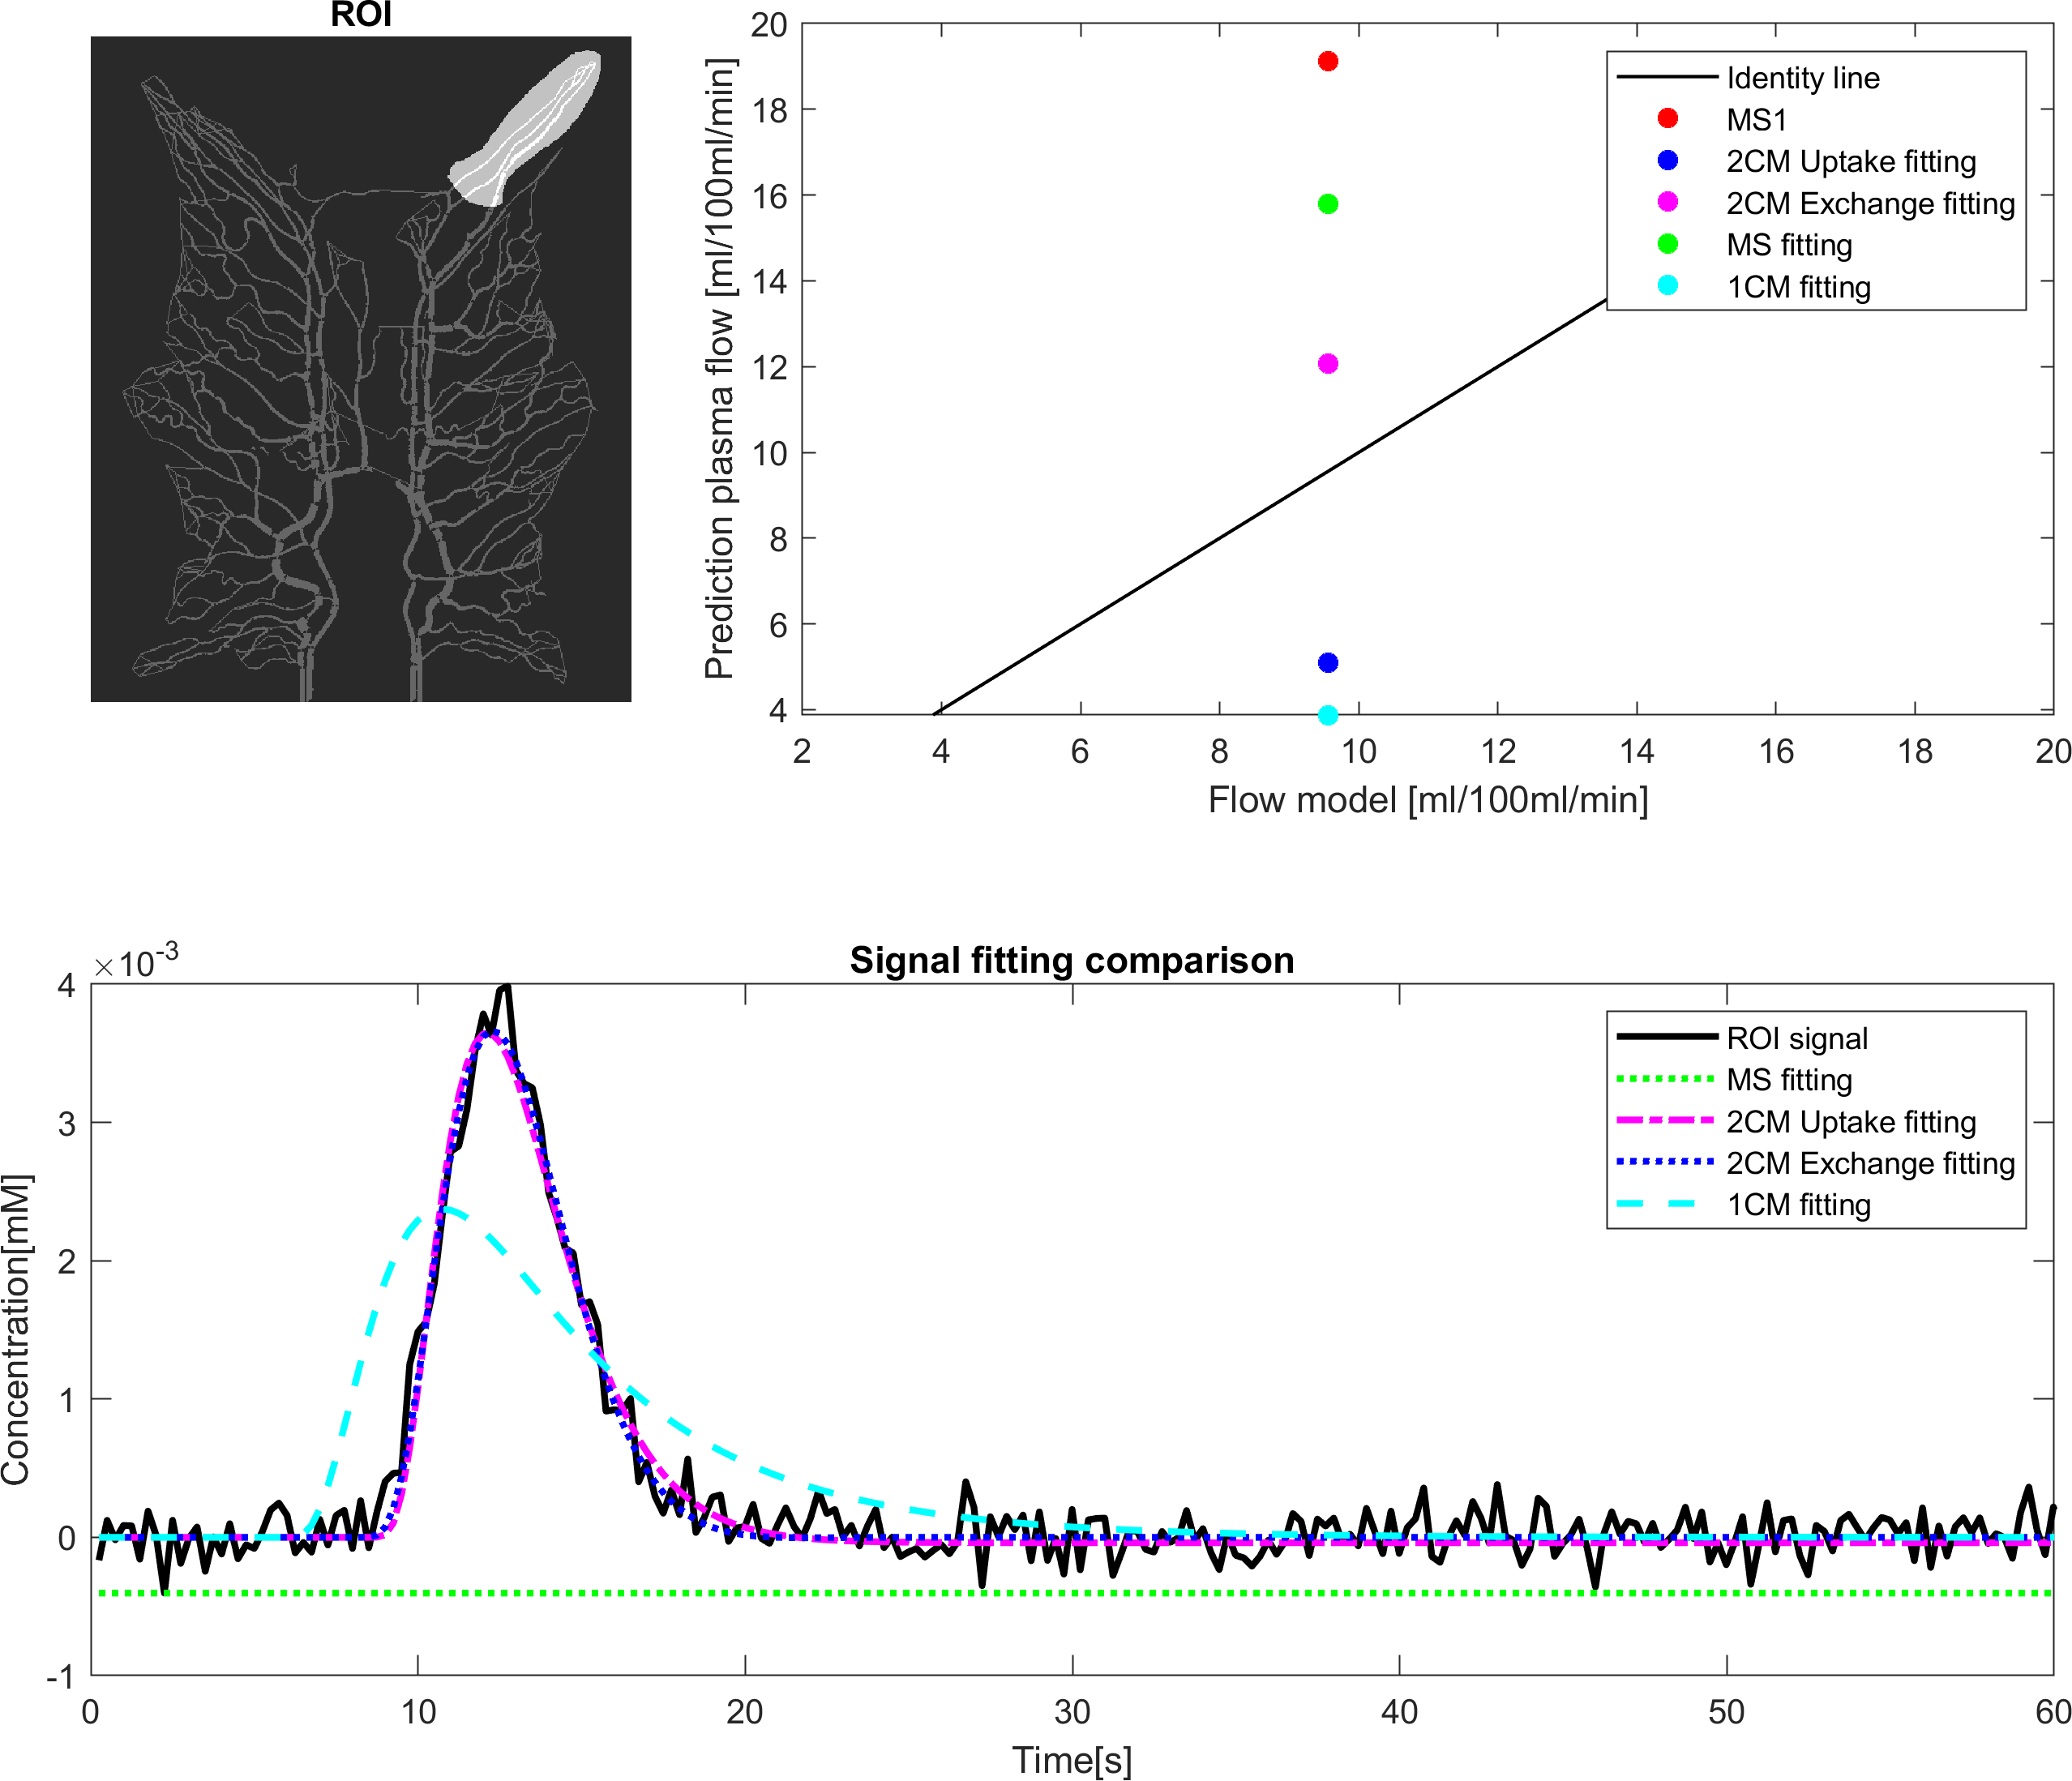 ROI
Prediction plasma flow [ml/100ml/min]
20
18
16
14
12
10
8
6
4
2 4 6 8 10 12 14 16 18 20
Flow model [ml/100ml/min]
Identity line
MS1
2CM Uptake fitting
2CM Exchange fitting
MS fitting
1CM fitting
Signal fitting comparison
×10-3
Concentration[mM]
4
3
2
1
0
-1
0 10 20 30 40 50 60
Time[s]
ROI signal
MS fitting
2CM Uptake fitting
2CM Exchange fitting
1CM fitting